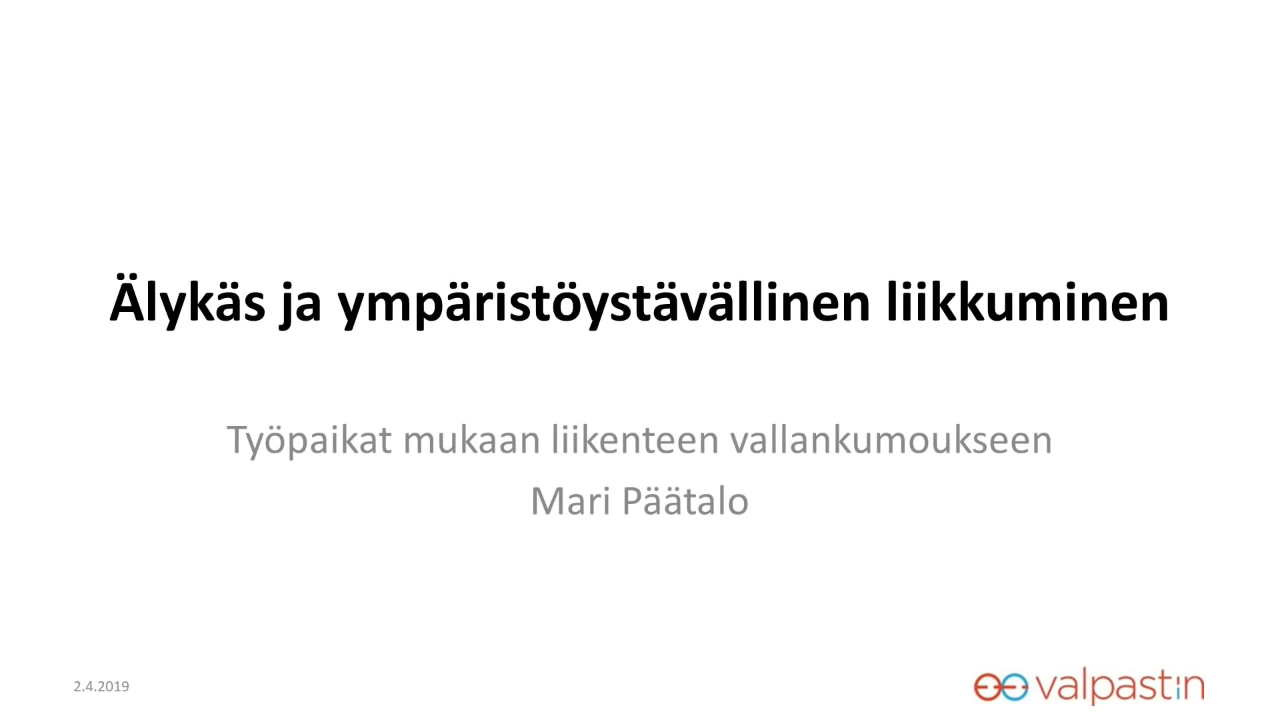 Älykäs ja ympäristöystävällinen liikkuminen
Työpaikat mukaan liikenteen vallankumoukseen
Mari Päätalo
2.4.2019
valpastin